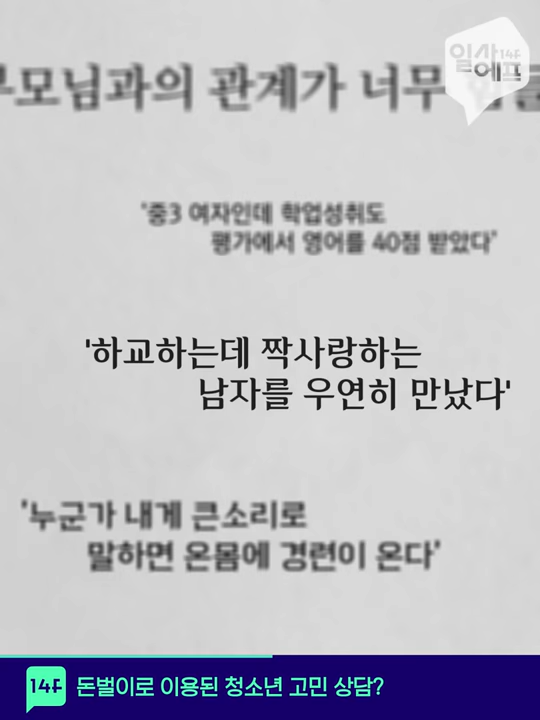 일사 14F
에프
부모님과의 관계가 너무
'중3 여자인데 학업성취도
평가에서 영어를 40점 받았다'
'하교하는데 짝사랑하는
남자를 우연히 만났다'
'누군가 내게 큰소리로
말하면 온몸에 경련이 온다'
14F 돈벌이로 이용된 청소년 고민 상담?